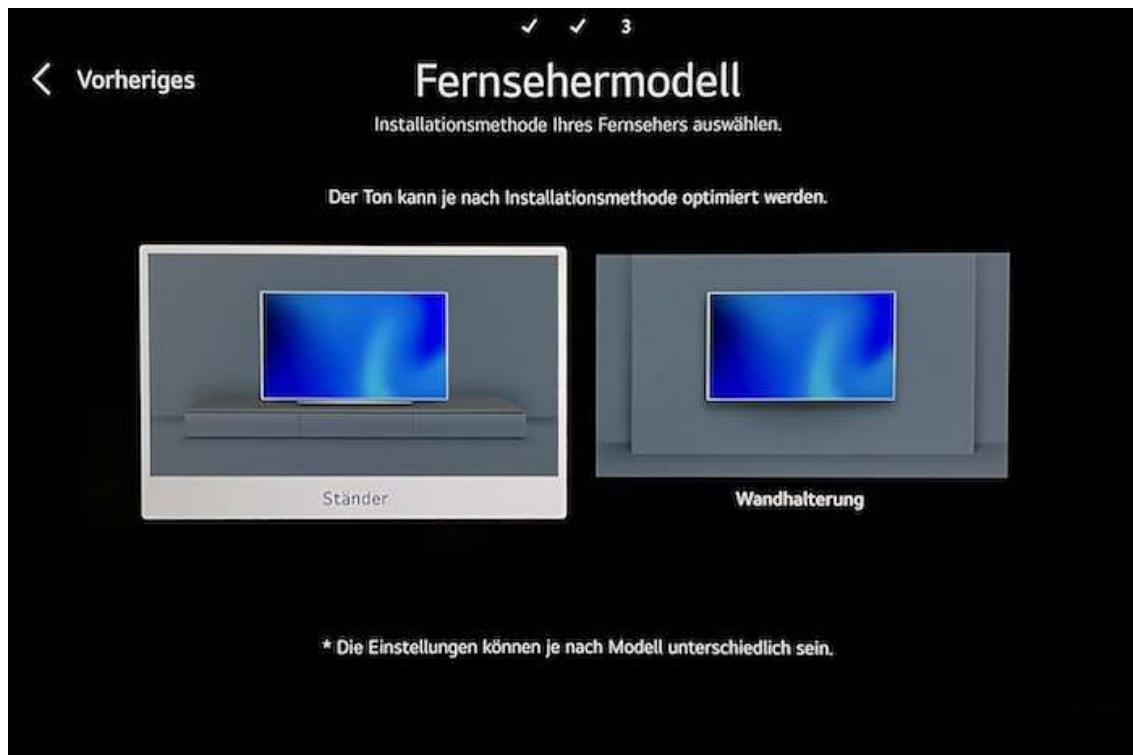 ✓ ✓ 3
Vorheriges
Fernsehermodell
Installationsmethode Ihres Fernsehers auswählen.
Der Ton kann je nach Installationsmethode optimiert werden.
Ständer
Wandhalterung
* Die Einstellungen können je nach Modell unterschiedlich sein.